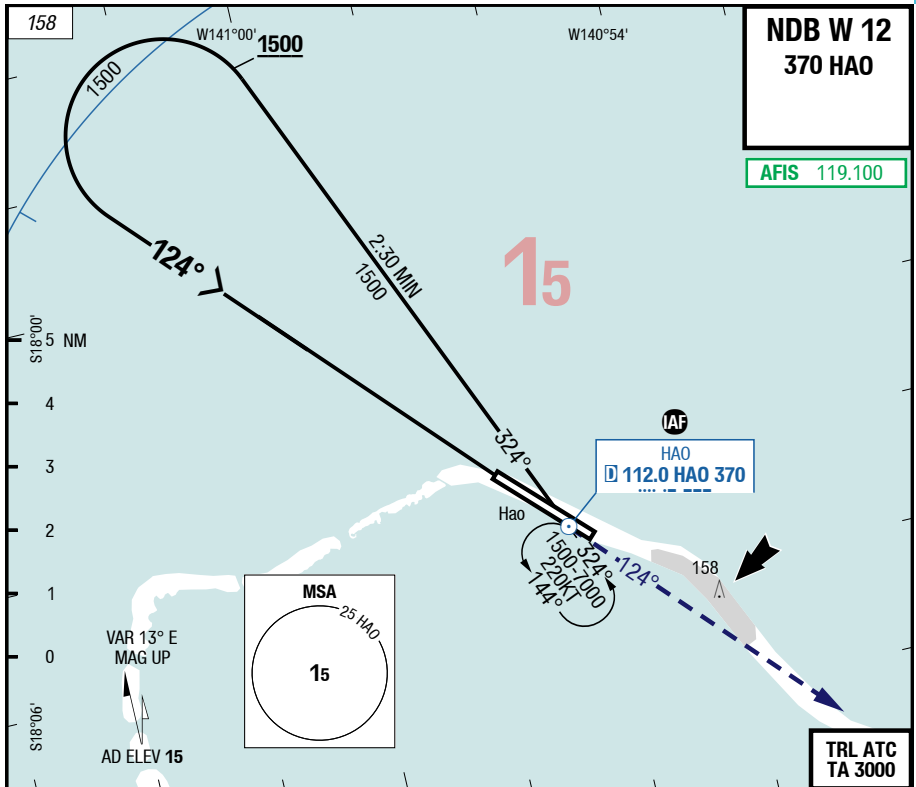 158
W141°00'
1500
W140°54'
NDB W 12
370 HAO
AFIS 119.100
1500
124°
2:30 MIN
1500
15
S18°00'
5 NM
4
3
2
1
0
324°
IAF
HAO
D 112.0 HAO 370
Hao
324°
1500-7000
220KT
144°
124°
158
MSA
25 HAO
15
VAR 13° E
MAG UP
AD ELEV 15
S18°06'
TRL ATC
TA 3000